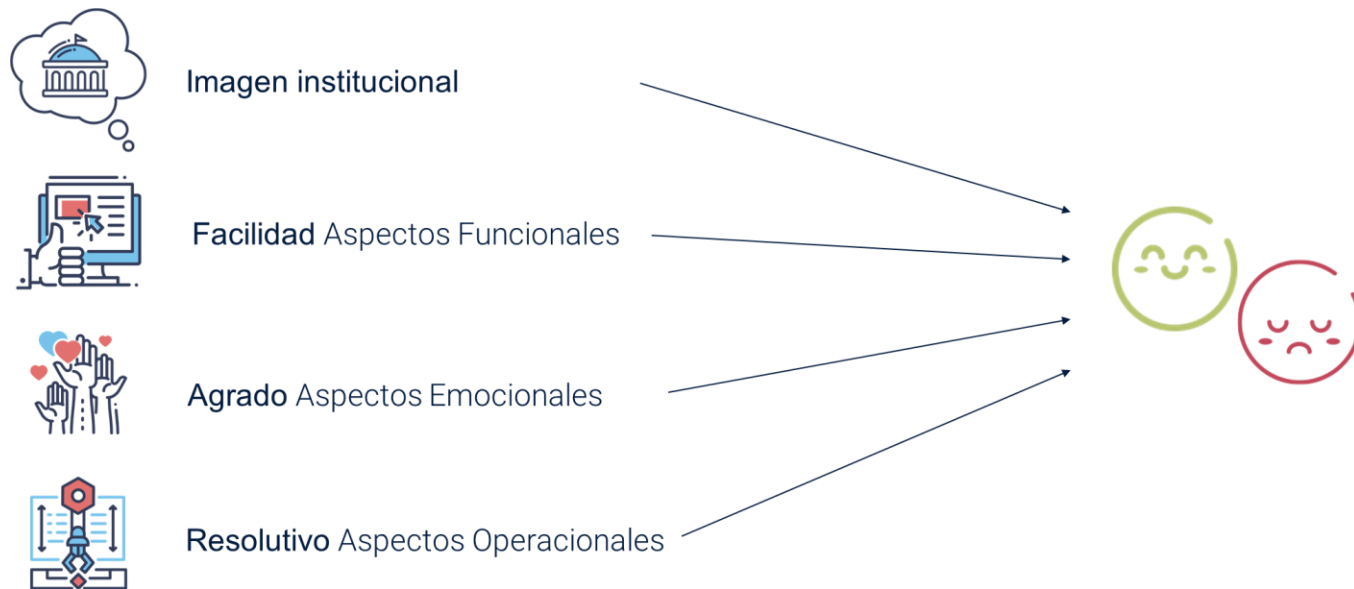 Imagen institucional
Facilidad Aspectos Funcionales
Agrado Aspectos Emocionales
Resolutivo Aspectos Operacionales